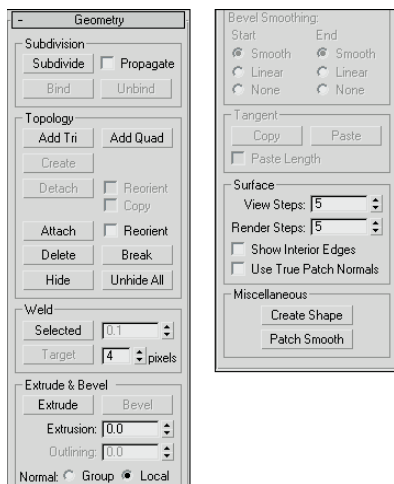 - Geometry
Subdivision
Subdivide Propagate
Bind Unbind
Topology
Add Tri Add Quad
Create
Detach Reorient
Copy
Attach Reorient
Delete Break
Hide Unhide All
Weld
Selected 0.1
Target 4 pixels
Extrude & Bevel
Extrude Bevel
Extrusion: 0.0
Outlining: 0.0
Normal: Group Local
Bevel Smoothing:
Start End
Smooth Smooth
Linear Linear
None None
Tangent
Copy Paste
Paste Length
Surface
View Steps: 5
Render Steps: 5
Show Interior Edges
Use True Patch Normals
Miscellaneous
Create Shape
Patch Smooth